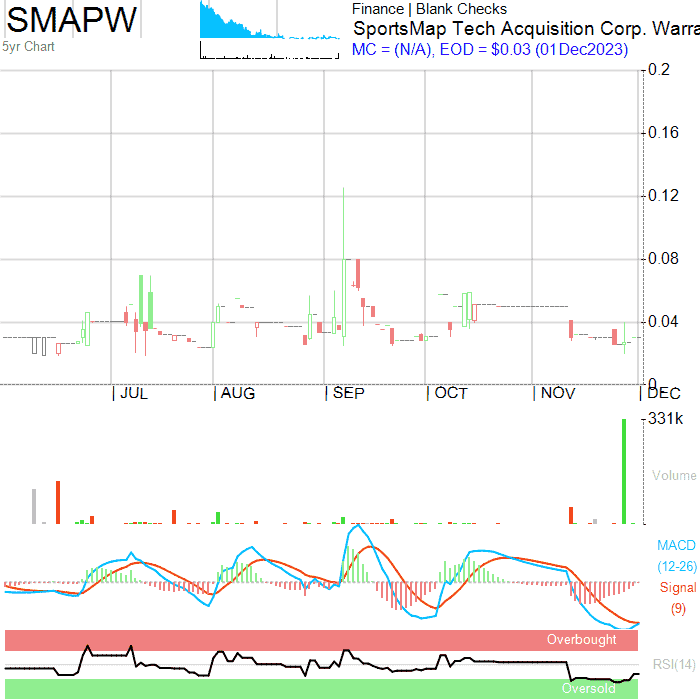 SMAPW
5yr Chart
Finance | Blank Checks
SportsMap Tech Acquisition Corp. Warra
MC = (N/A), EOD = $0.03 (01Dec2023)
0.2
0.16
0.12
0.08
0.04
0
JUL AUG SEP OCT NOV DEC
331k
Volume
MACD
(12-26)
Signal
(9)
Overbought
RSI(14)
Oversold